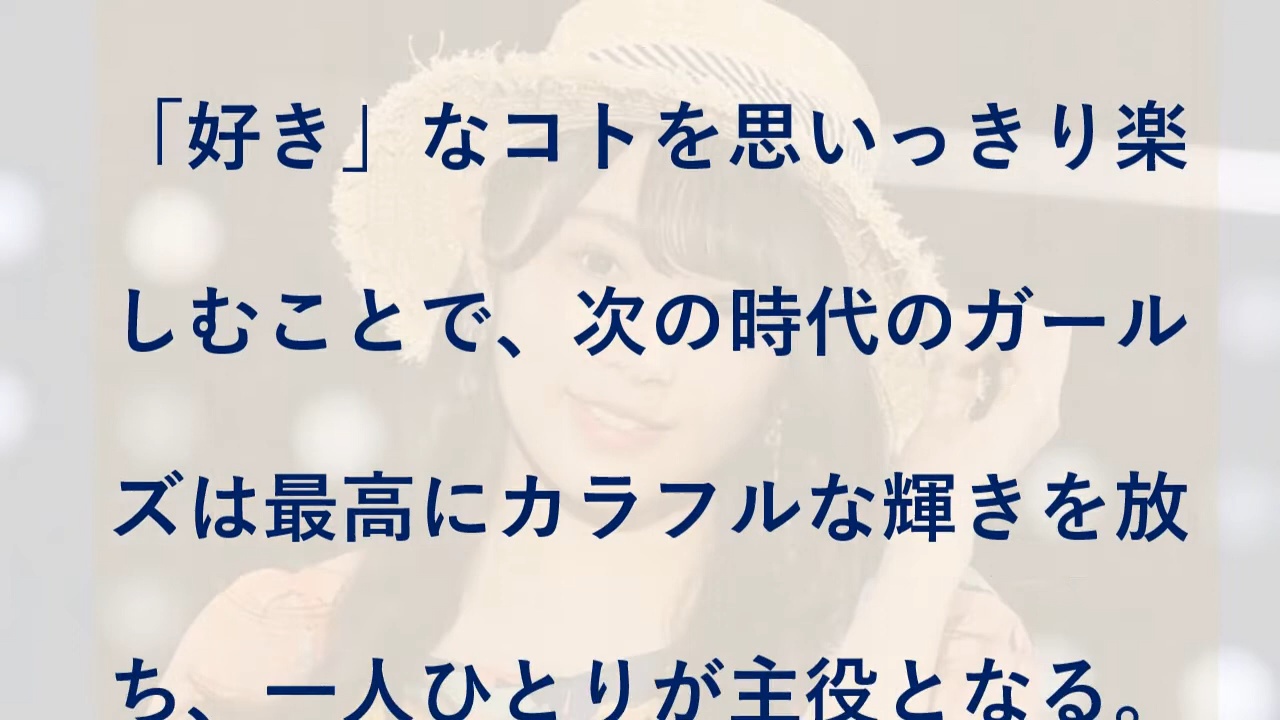 「好き」なコトを思いっきり楽
しむことで、次の時代のガール
ズは最高にカラフルな輝きを放
ち、一人ひとりが主役となる。